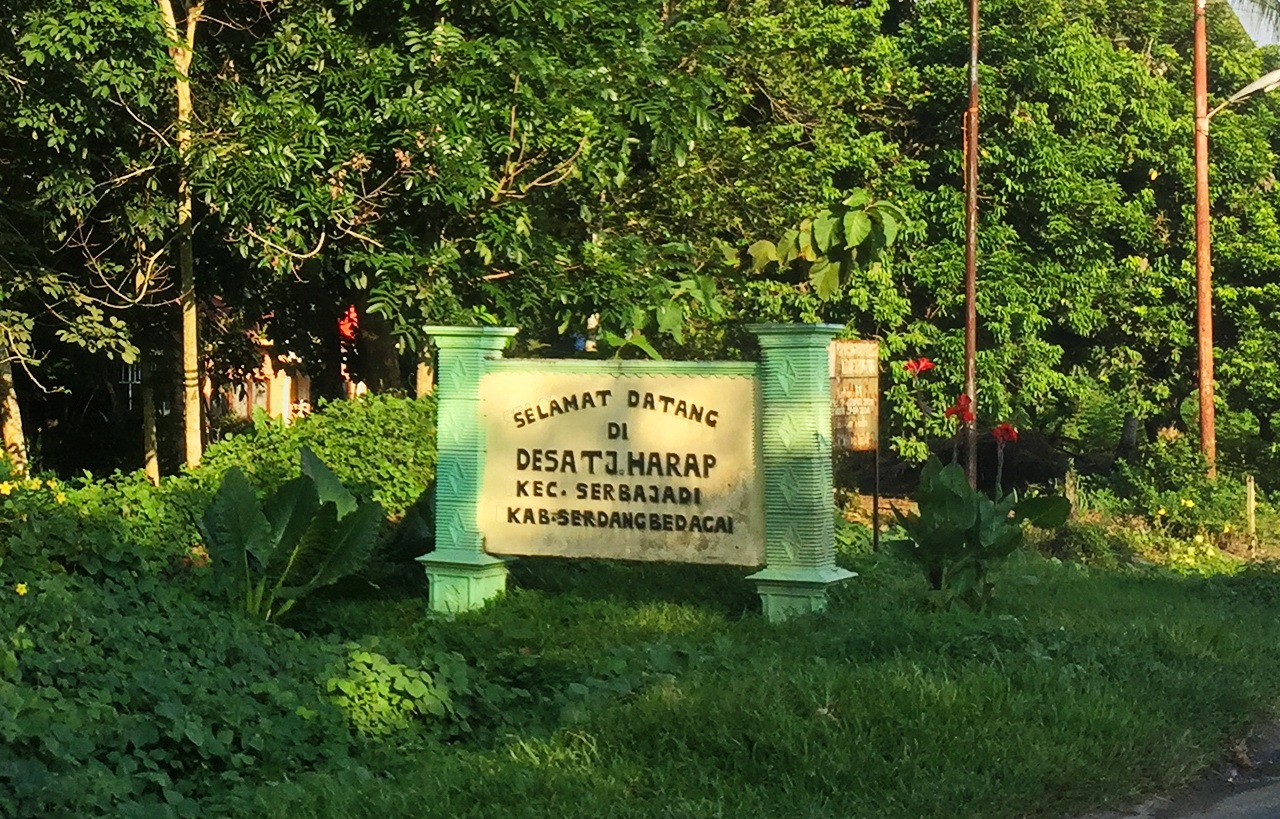 SELAMAT DATANG
DI
DESA TJ. HARAP
KEC. SERBAJADI
KAB. SERDANG BEDAGAI